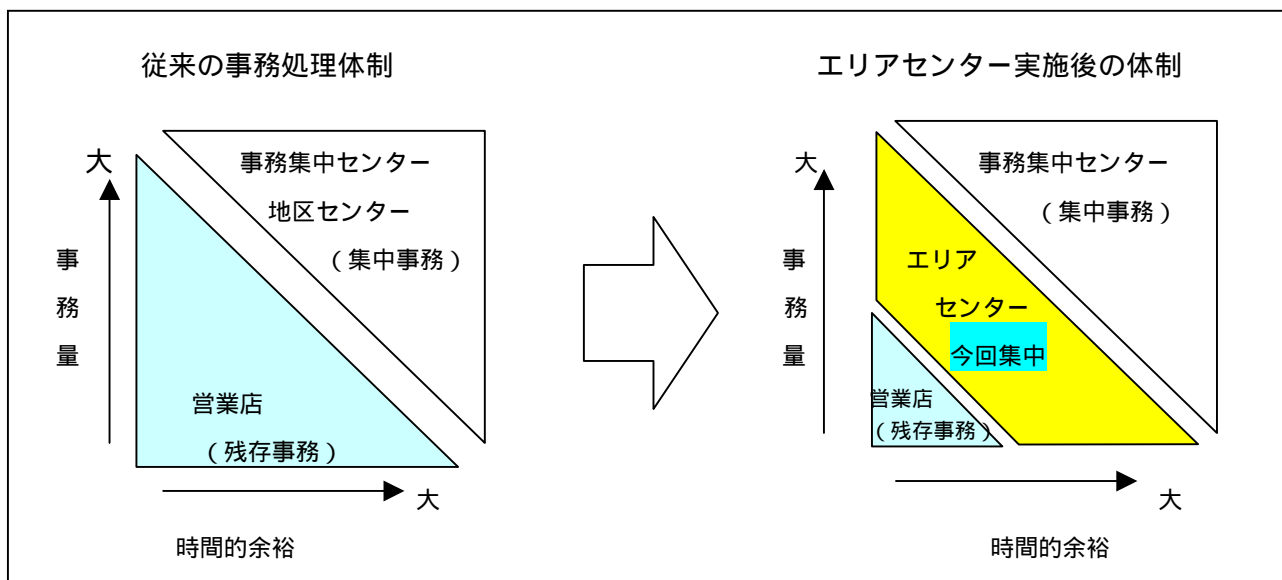 従来の事務処理体制
大
事
務
量
事務集中センター
地区センター
（集中事務）
営業店
（残存事務）
大
時間的余裕
エリアセンター実施後の体制
大
事
務
量
事務集中センター
（集中事務）
エリア
センター
今回集中
営業店
（残存事務）
大
時間的余裕